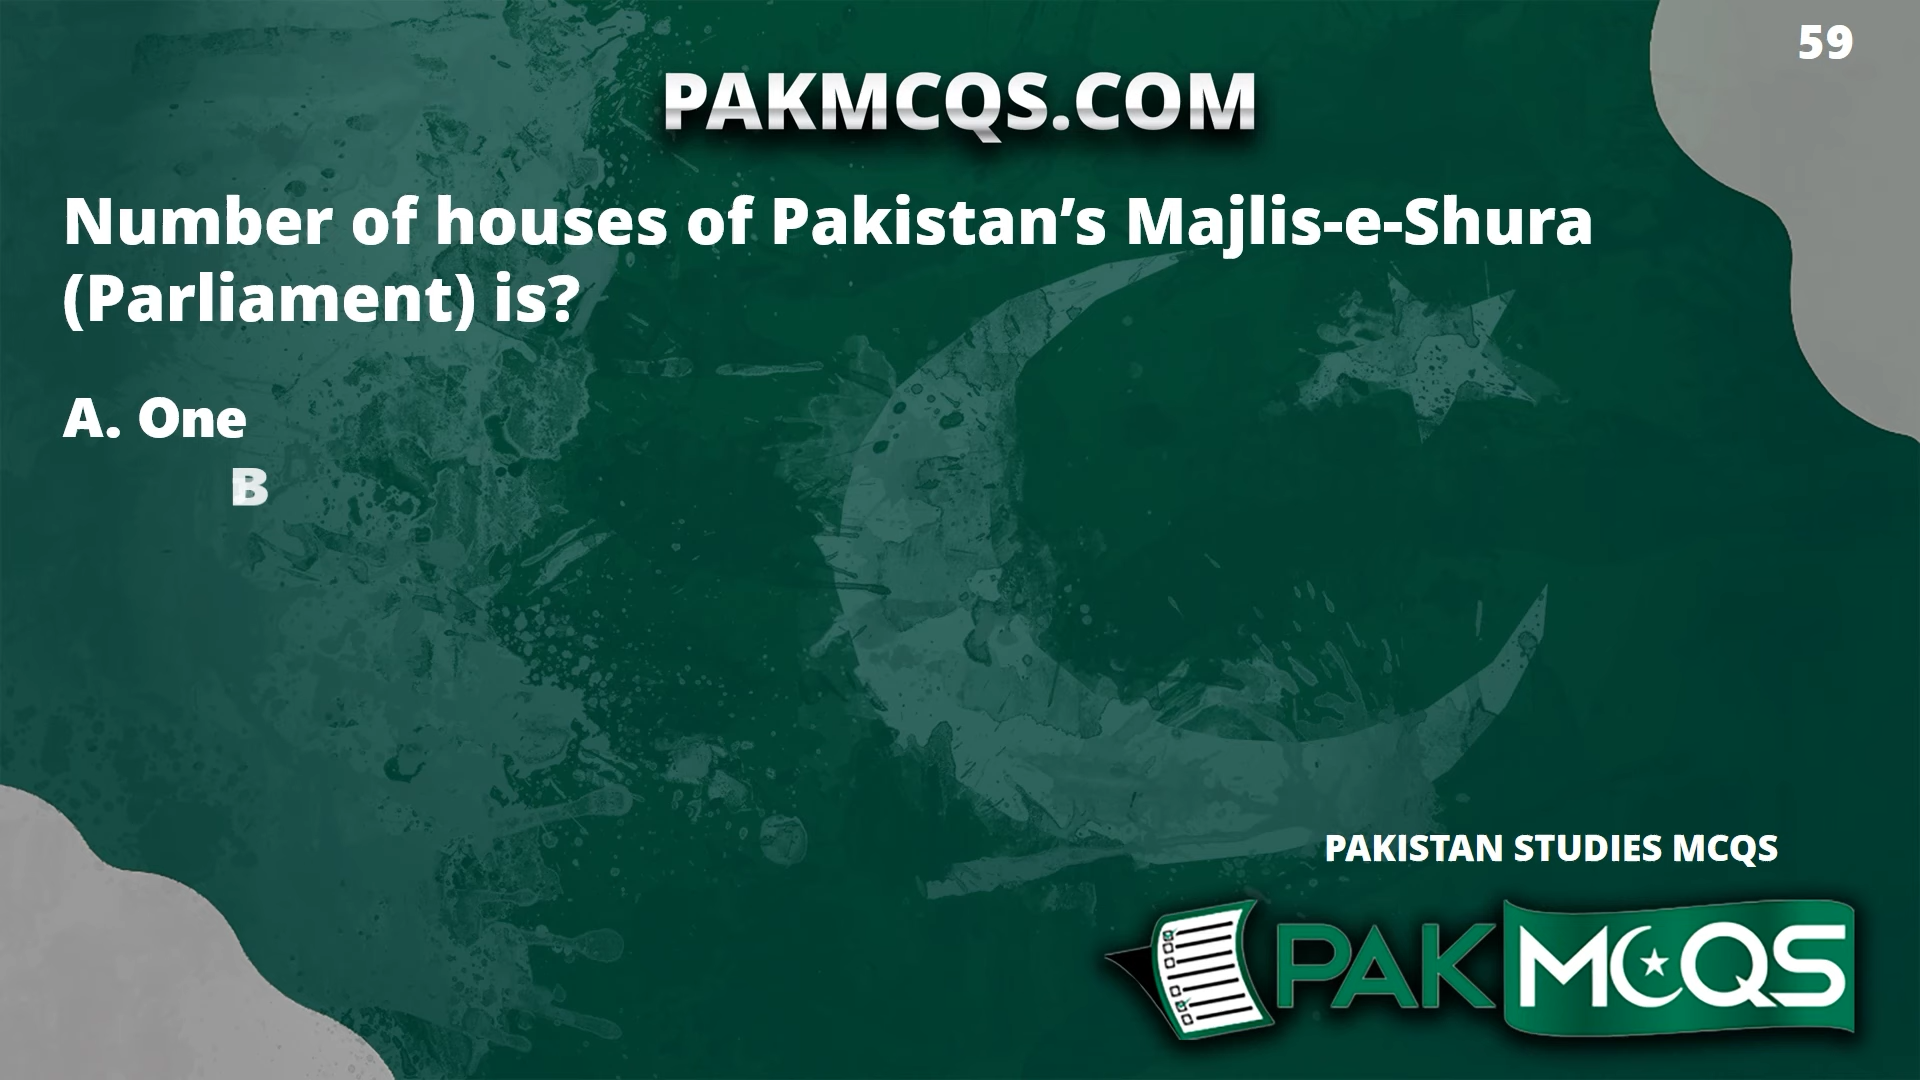 59
PAKMCQS.COM
Number of houses of Pakistan’s Majlis-e-Shura
(Parliament) is?
A. One
B
PAKISTAN STUDIES MCQS
PAKMCQS